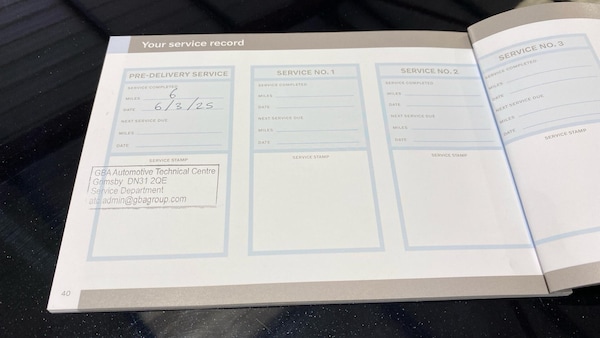 Your service record
PRE-DELIVERY SERVICE
SERVICE COMPLETED
MILES 6
DATE 6/3/25
NEXT SERVICE DUE
MILES
DATE
SERVICE STAMP
GBA Automotive Technical Centre
Grimsby DN31 2QE
Service Department
atc.admin@gbagroup.com
SERVICE NO. 1
SERVICE COMPLETED
MILES
DATE
NEXT SERVICE DUE
MILES
DATE
SERVICE STAMP
SERVICE NO. 2
SERVICE COMPLETED
MILES
DATE
NEXT SERVICE DUE
MILES
DATE
SERVICE STAMP
SERVICE NO. 3
SERVICE COMPLETED
MILES
DATE
NEXT SERVICE DUE
MILES
DATE
SERVICE STAMP
40